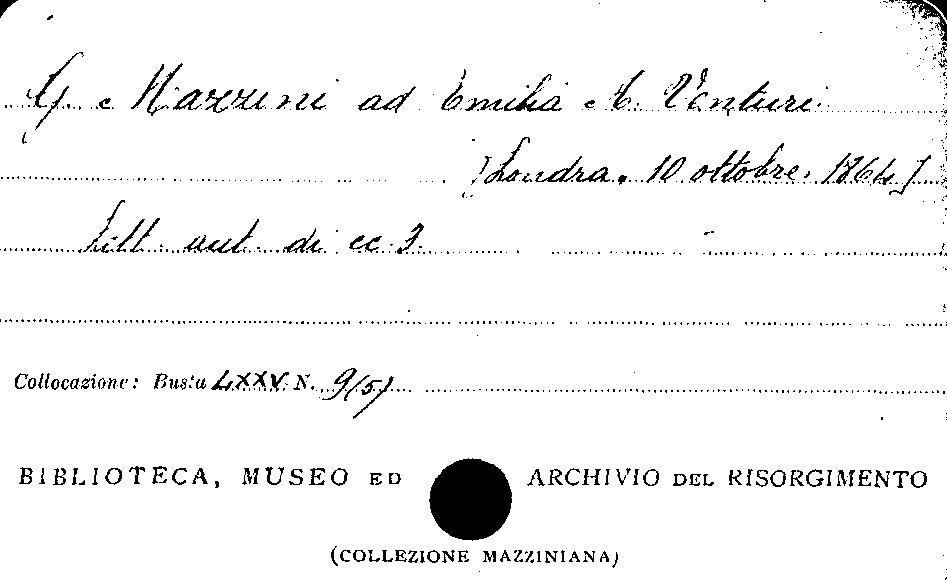 G. Mazzini ad Emilia A. Venturi.
[Londra. 10 ottobre. 1864]
Lett. aut. di cc. 3.
Collocazione: Busta LXXV N. 9(5)
BIBLIOTECA, MUSEO ED ARCHIVIO DEL RISORGIMENTO
(COLLEZIONE MAZZINIANA)